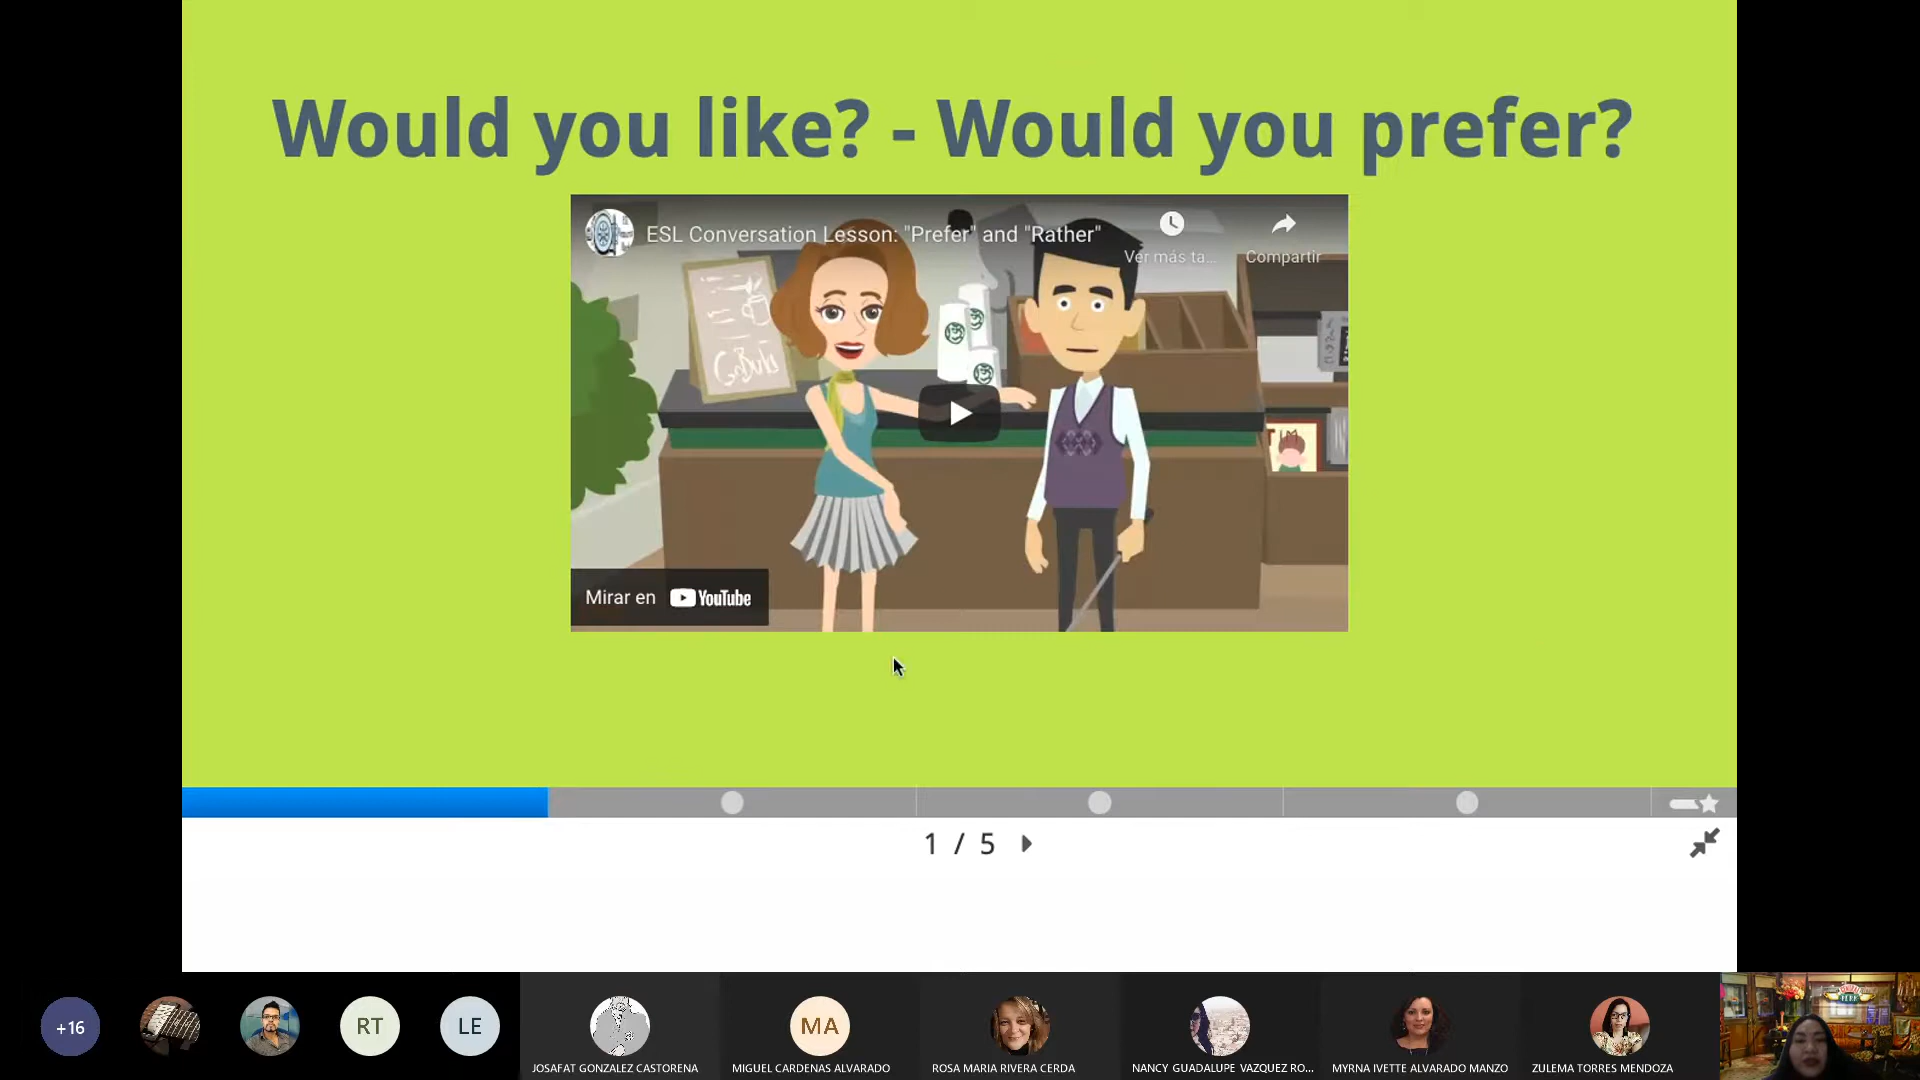 Would you like? - Would you prefer?
ESL Conversation Lesson: "Prefer" and "Rather"
Ver más ta...
Compartir
TIM
Mirar en YouTube
1 / 5
+16
RT
LE
MA
JOSAFAT GONZALEZ CASTORENA
MIGUEL CARDENAS ALVARADO
ROSA MARIA RIVERA CERDA
NANCY GUADALUPE VAZQUEZ RO...
MYRNA IVETTE ALVARADO MANZO
ZULEMA TORRES MENDOZA